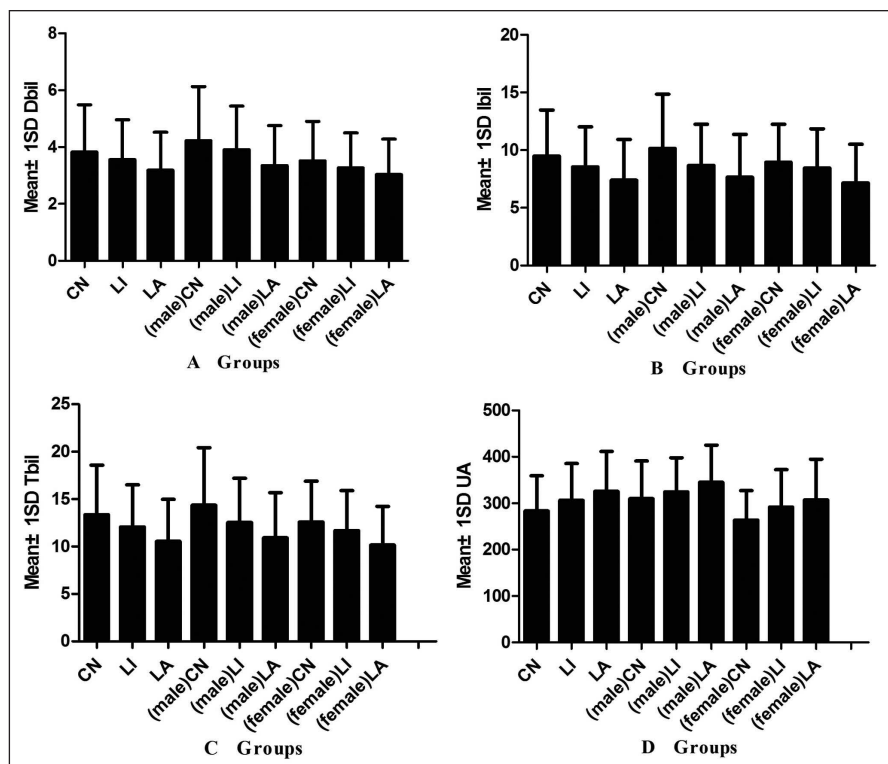 Mean± 1SD Dbil
8
6
4
2
0
CN
LI
LA
(male)CN
(male)LI
(male)LA
(female)CN
(female)LI
(female)LA
A Groups
Mean± 1SD Ibil
20
15
10
5
0
CN
LI
LA
(male)CN
(male)LI
(male)LA
(female)CN
(female)LI
(female)LA
B Groups
Mean± 1SD Tbil
25
20
15
10
5
0
CN
LI
LA
(male)CN
(male)LI
(male)LA
(female)CN
(female)LI
(female)LA
C Groups
Mean± 1SD UA
500
400
300
200
100
0
CN
LI
LA
(male)CN
(male)LI
(male)LA
(female)CN
(female)LI
(female)LA
D Groups